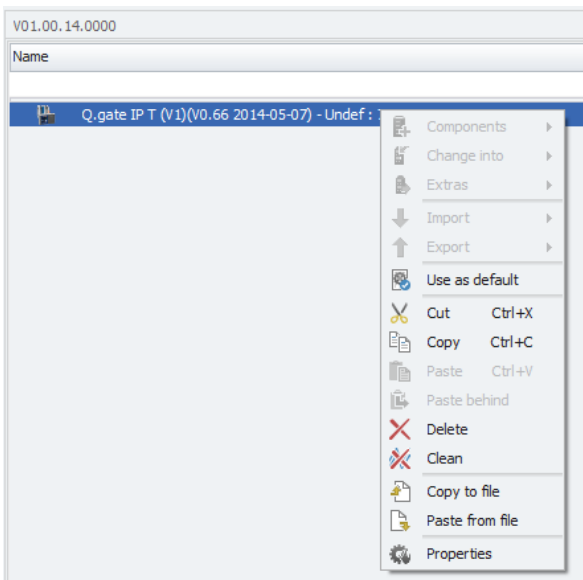 V01.00.14.0000
Name
Q.gate IP T (V1)(V0.66 2014-05-07) - Undef :
Components
Change into
Extras
Import
Export
Use as default
Cut Ctrl+X
Copy Ctrl+C
Paste Ctrl+V
Paste behind
Delete
Clean
Copy to file
Paste from file
Properties